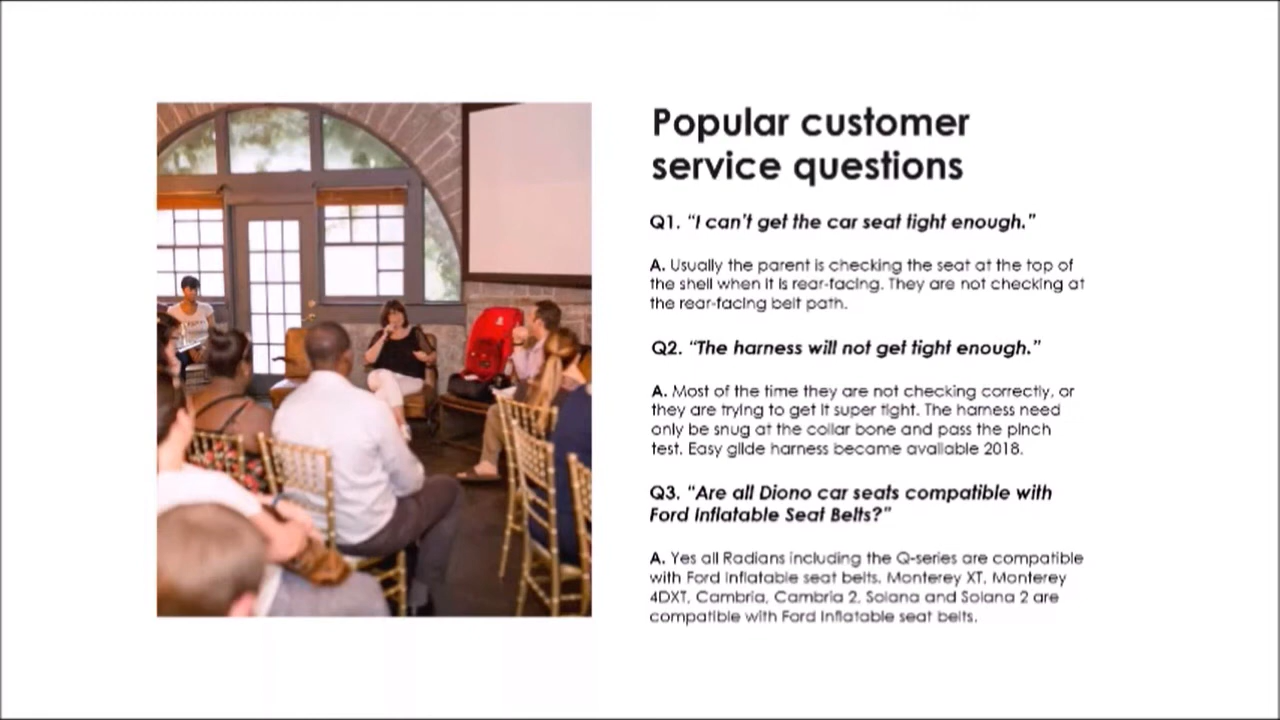 Popular customer
service questions
Q1. “I can’t get the car seat tight enough.”
A. Usually the parent is checking the seat at the top of
the shell when it is rear-facing. They are not checking at
the rear-facing belt path.
Q2. “The harness will not get tight enough.”
A. Most of the time they are not checking correctly, or
they are trying to get it super tight. The harness need
only be snug at the collar bone and pass the pinch
test. Easy glide harness became available 2018.
Q3. “Are all Diono car seats compatible with
Ford Inflatable Seat Belts?”
A. Yes all Radians including the Q-series are compatible
with Ford Inflatable seat belts. Monterey XT, Monterey
4DXT, Cambria, Cambria 2, Solana and Solana 2 are
compatible with Ford Inflatable seat belts.